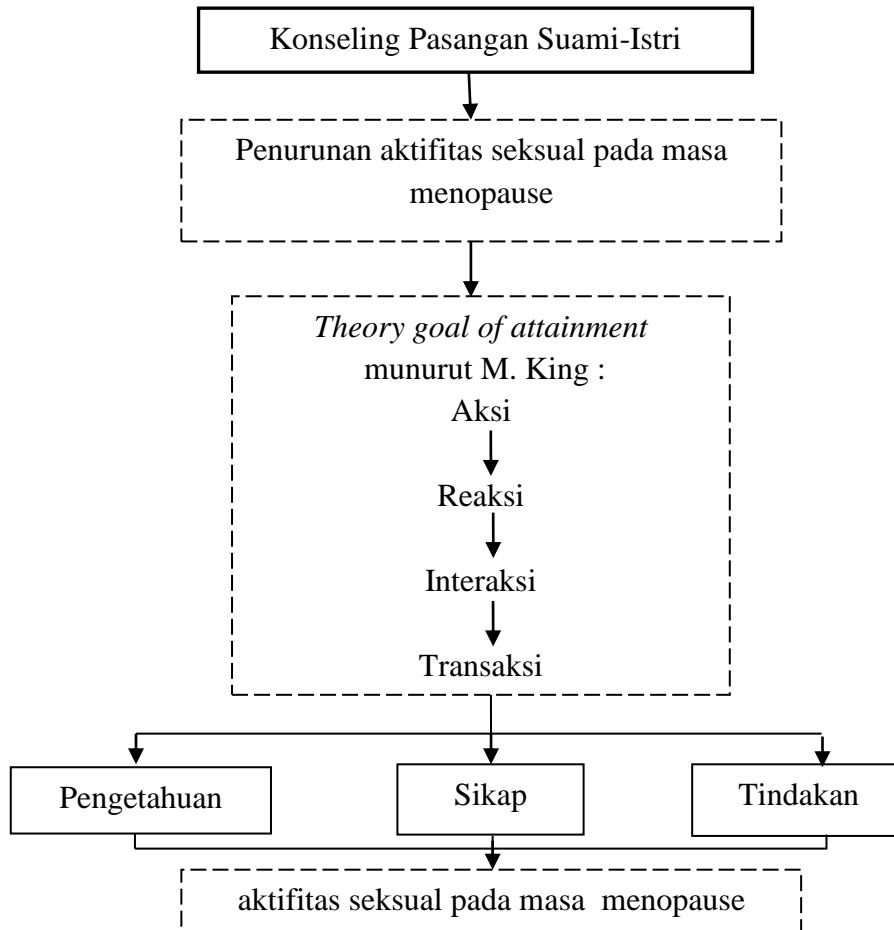 Konseling Pasangan Suami-Istri
Penurunan aktifitas seksual pada masa
menopause
Theory goal of attainment
munurut M. King :
Aksi
Reaksi
Interaksi
Transaksi
Pengetahuan
Sikap
Tindakan
aktifitas seksual pada masa menopause